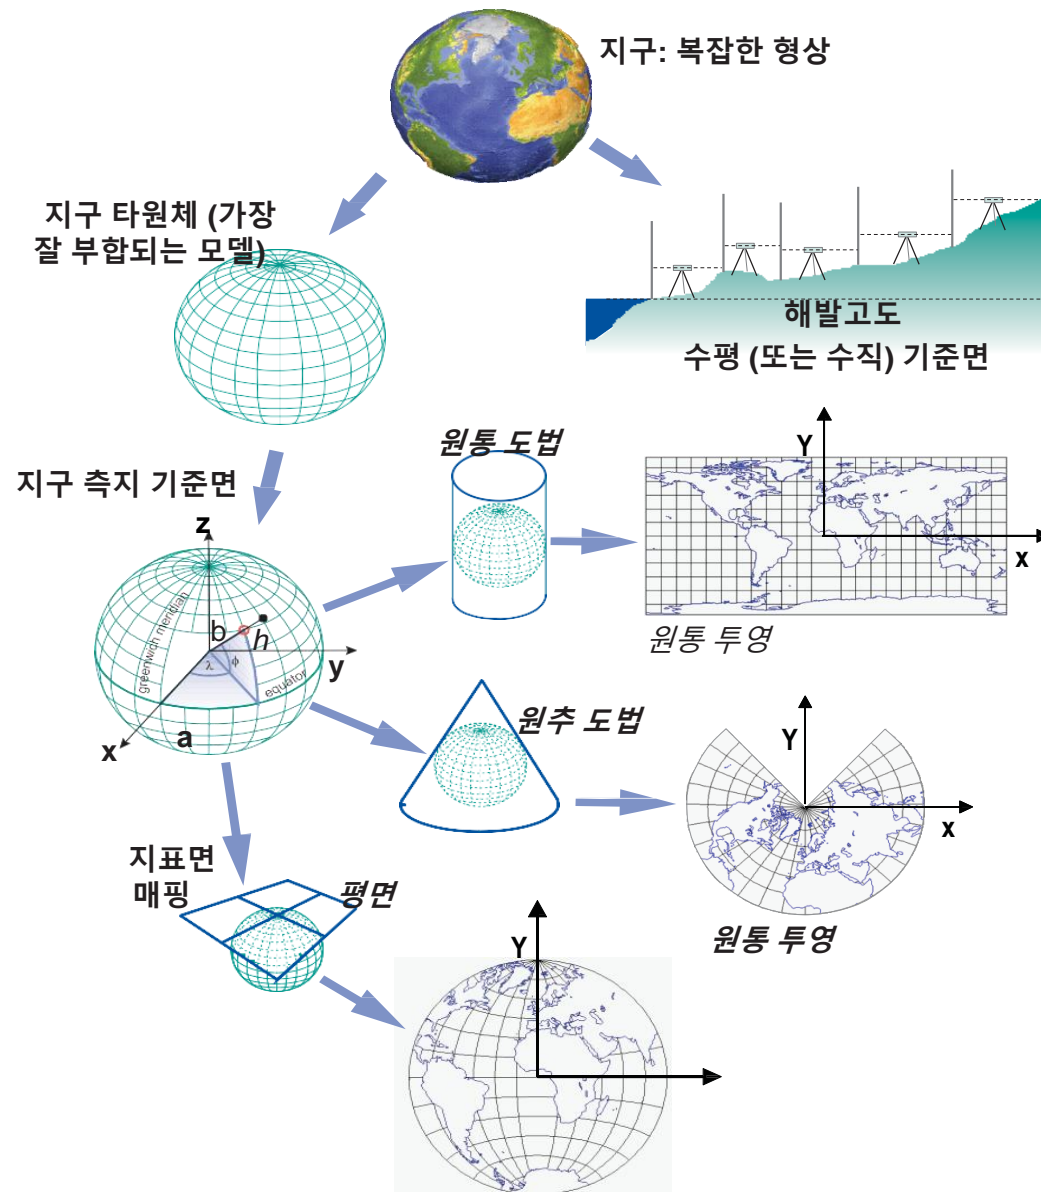 지구: 복잡한 형상
지구 타원체 (가장
잘 부합되는 모델)
해발고도
수평 (또는 수직) 기준면
원통 도법
Y
x
원통 투영
지구 측지 기준면
z
greenwich meridian
b
h
λ
ϕ
y
equator
x
a
원추 도법
Y
x
원통 투영
지표면
매핑
평면
Y